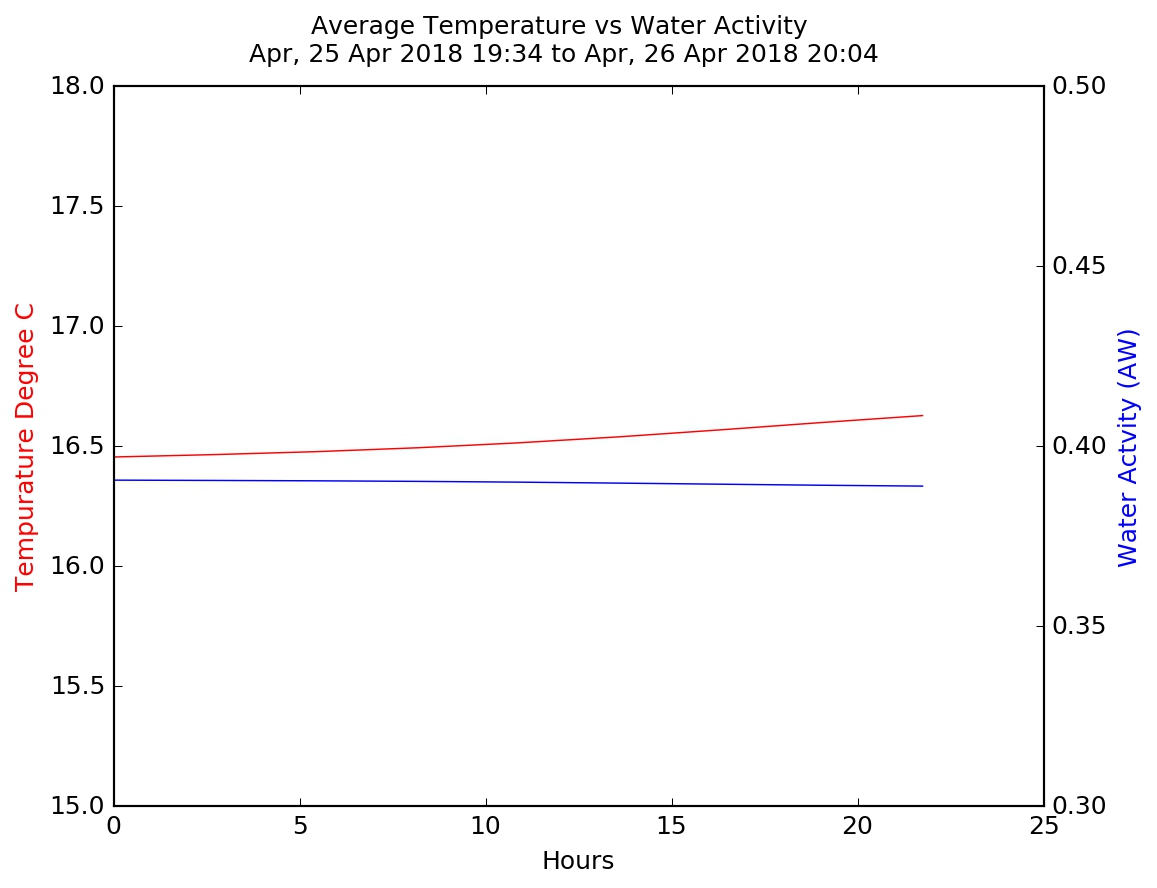 Average Temperature vs Water Activity
Apr, 25 Apr 2018 19:34 to Apr, 26 Apr 2018 20:04
18.0
17.5
17.0
16.5
16.0
15.5
15.0
Tempurature Degree C
0.50
0.45
0.40
0.35
0.30
Water Actvity (AW)
0 5 10 15 20 25
Hours